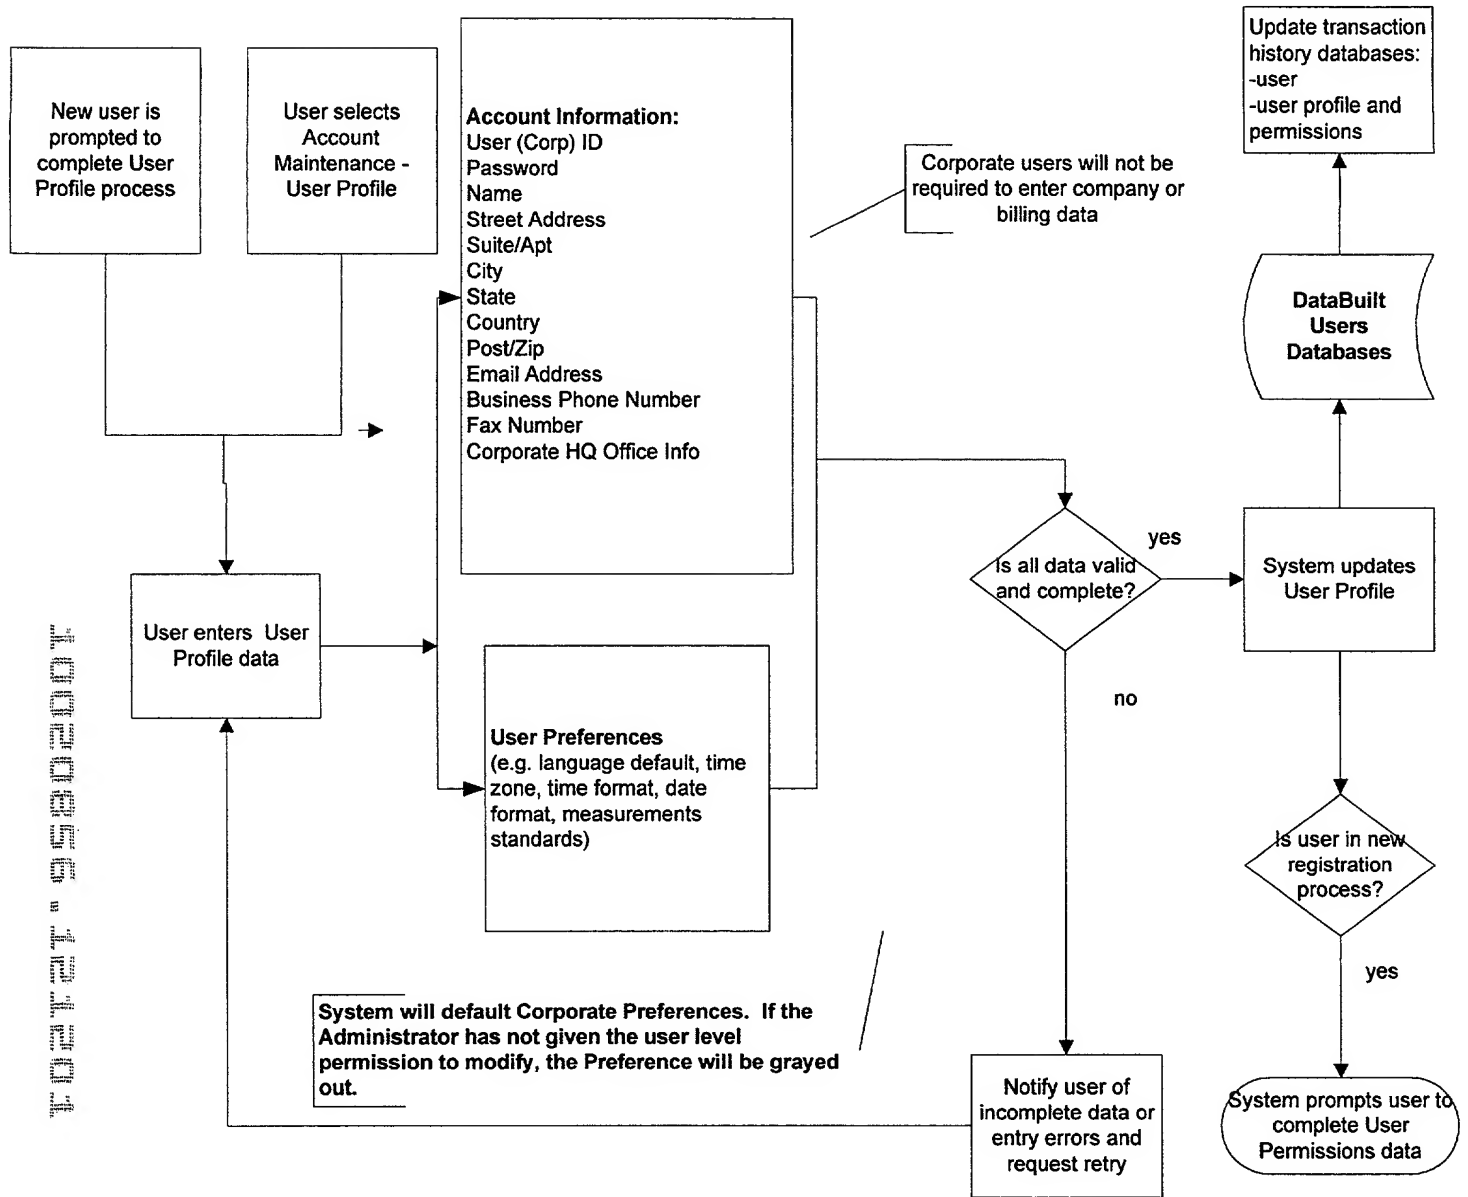 New user is
prompted to
complete User
Profile process
User selects
Account
Maintenance -
User Profile
Account Information:
User (Corp) ID
Password
Name
Street Address
Suite/Apt
City
State
Country
Post/Zip
Email Address
Business Phone Number
Fax Number
Corporate HQ Office Info
Corporate users will not be
required to enter company or
billing data
Update transaction
history databases:
-user
-user profile and
permissions
DataBuilt
Users
Databases
Is all data valid
and complete?
yes
no
System updates
User Profile
User enters  User
Profile data
User Preferences
(e.g. language default, time
zone, time format, date
format, measurements
standards)
Is user in new
registration
process?
yes
System will default Corporate Preferences.  If the
Administrator has not given the user level
permission to modify, the Preference will be grayed
out.
Notify user of
incomplete data or
entry errors and
request retry
System prompts user to
complete User
Permissions data
10020856.121201